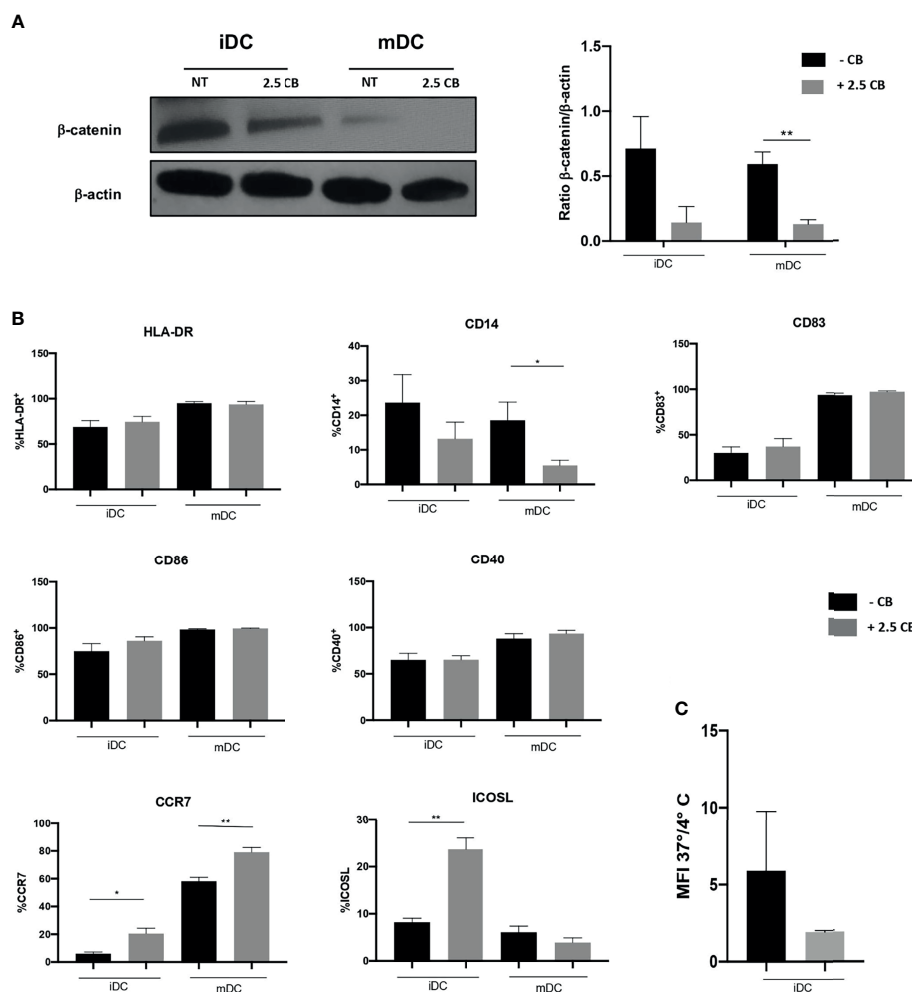 A
iDC
mDC
NT
2.5 CB
NT
2.5 CB
β-catenin
β-actin
Ratio β-catenin/β-actin
1.5
1.0
0.5
0.0
**
iDC
mDC
- CB
+ 2.5 CB
B
HLA-DR
%HLA-DR+
150
100
50
0
iDC
mDC
CD14
%CD14+
40
30
20
10
0
*
iDC
mDC
CD83
%CD83+
150
100
50
0
iDC
mDC
CD86
%CD86+
150
100
50
0
iDC
mDC
CD40
%CD40+
150
100
50
0
iDC
mDC
- CB
+ 2.5 CB
CCR7
%CCR7
100
80
60
40
20
0
*
**
iDC
mDC
ICOSL
%ICOSL
30
20
10
0
**
iDC
mDC
C
MFI 37°/4° C
15
10
5
0
iDC